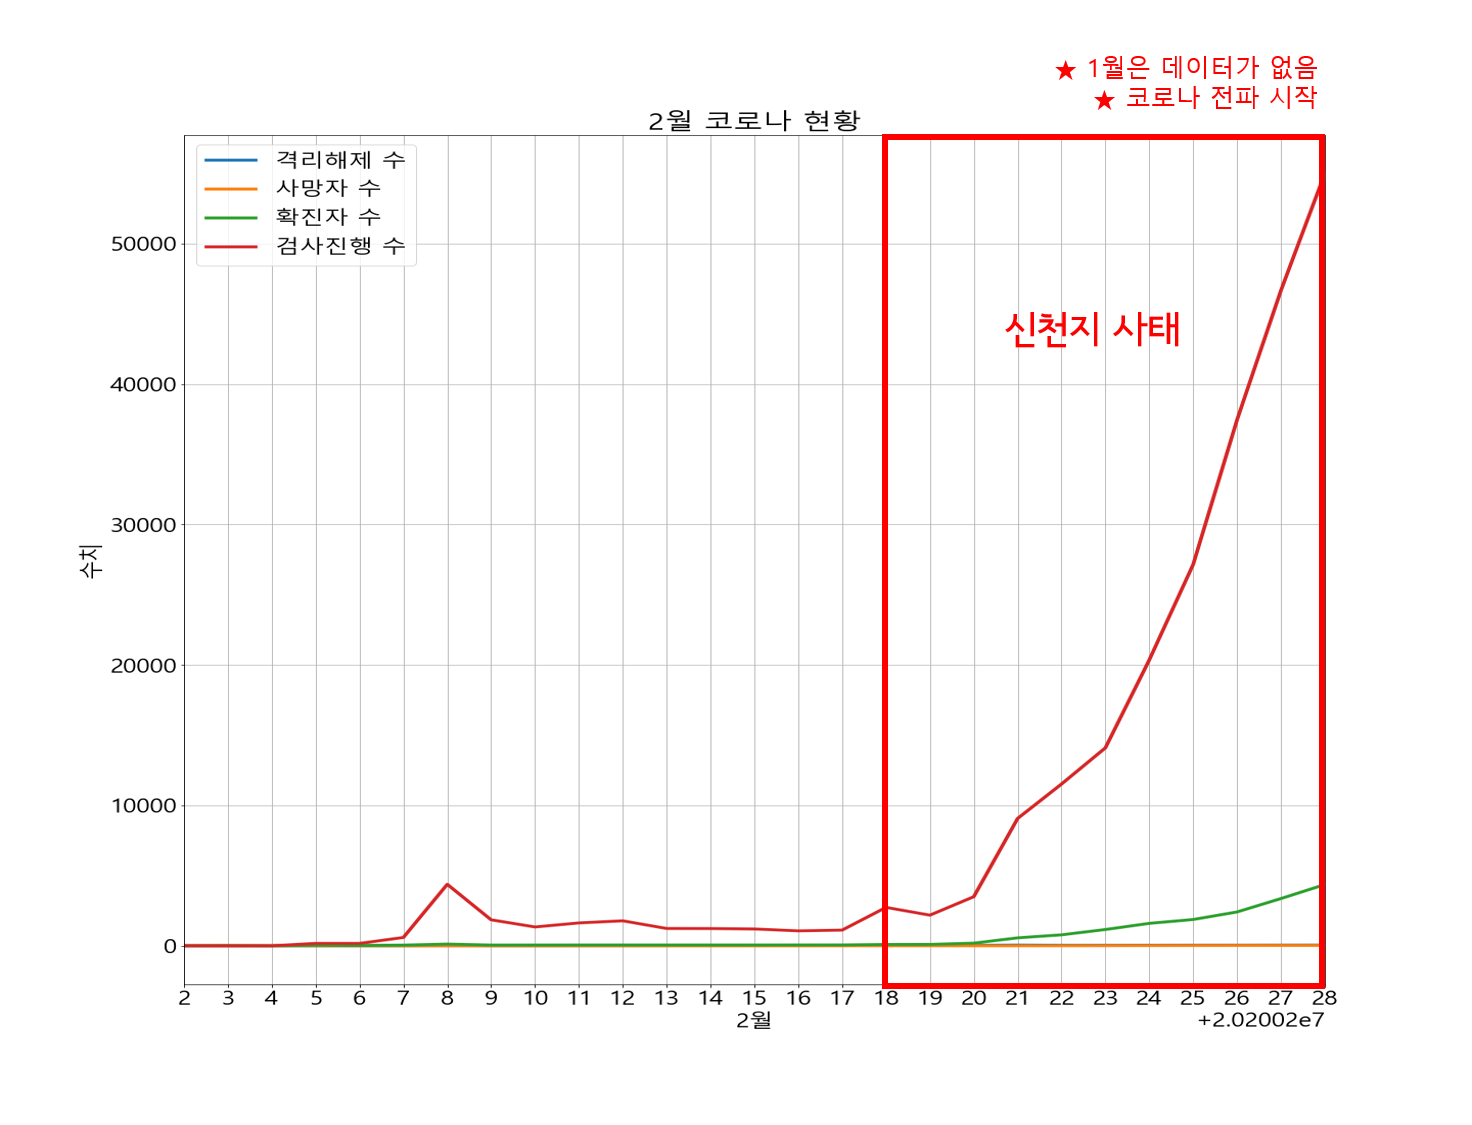 ★ 1월은 데이터가 없음
★ 코로나 전파 시작
2월 코로나 현황
격리해제 수
사망자 수
확진자 수
검사진행 수
신천지 사태
50000
40000
30000
20000
10000
0
수치
2 3 4 5 6 7 8 9 10 11 12 13 14 15 16 17 18 19 20 21 22 23 24 25 26 27 28
2월
+2.02002e7